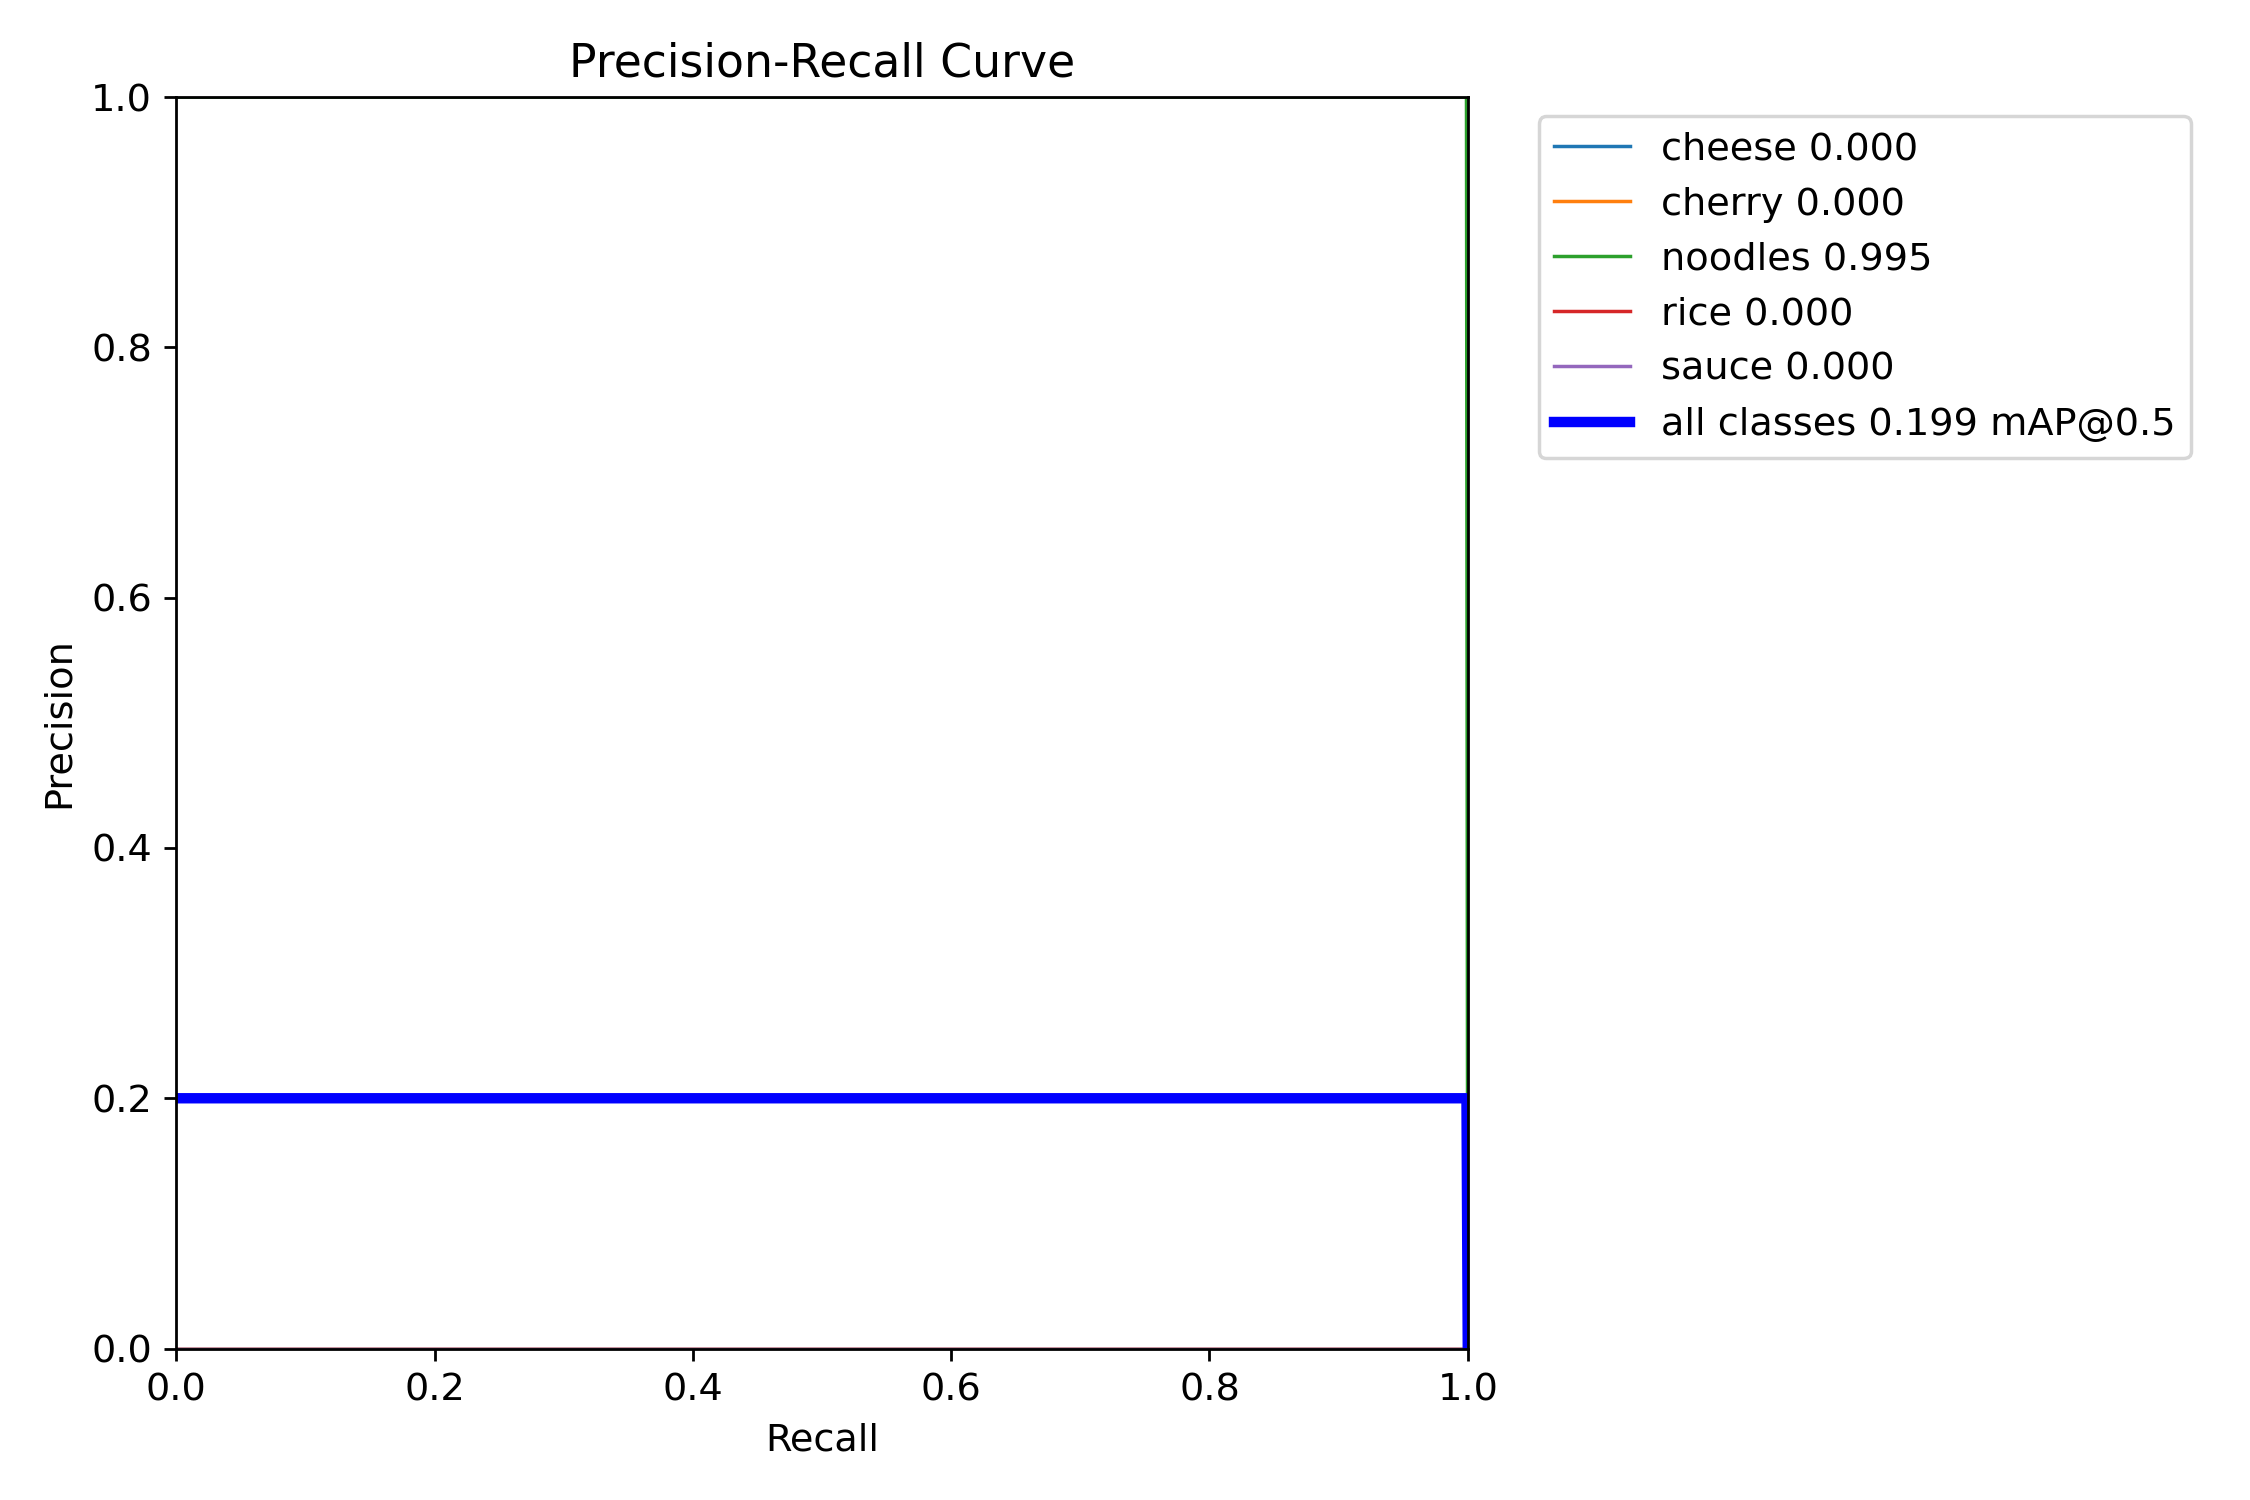 Precision-Recall Curve
1.0
0.8
0.6
0.4
0.2
0.0
Precision
0.0 0.2 0.4 0.6 0.8 1.0
Recall
cheese 0.000
cherry 0.000
noodles 0.995
rice 0.000
sauce 0.000
all classes 0.199 mAP@0.5